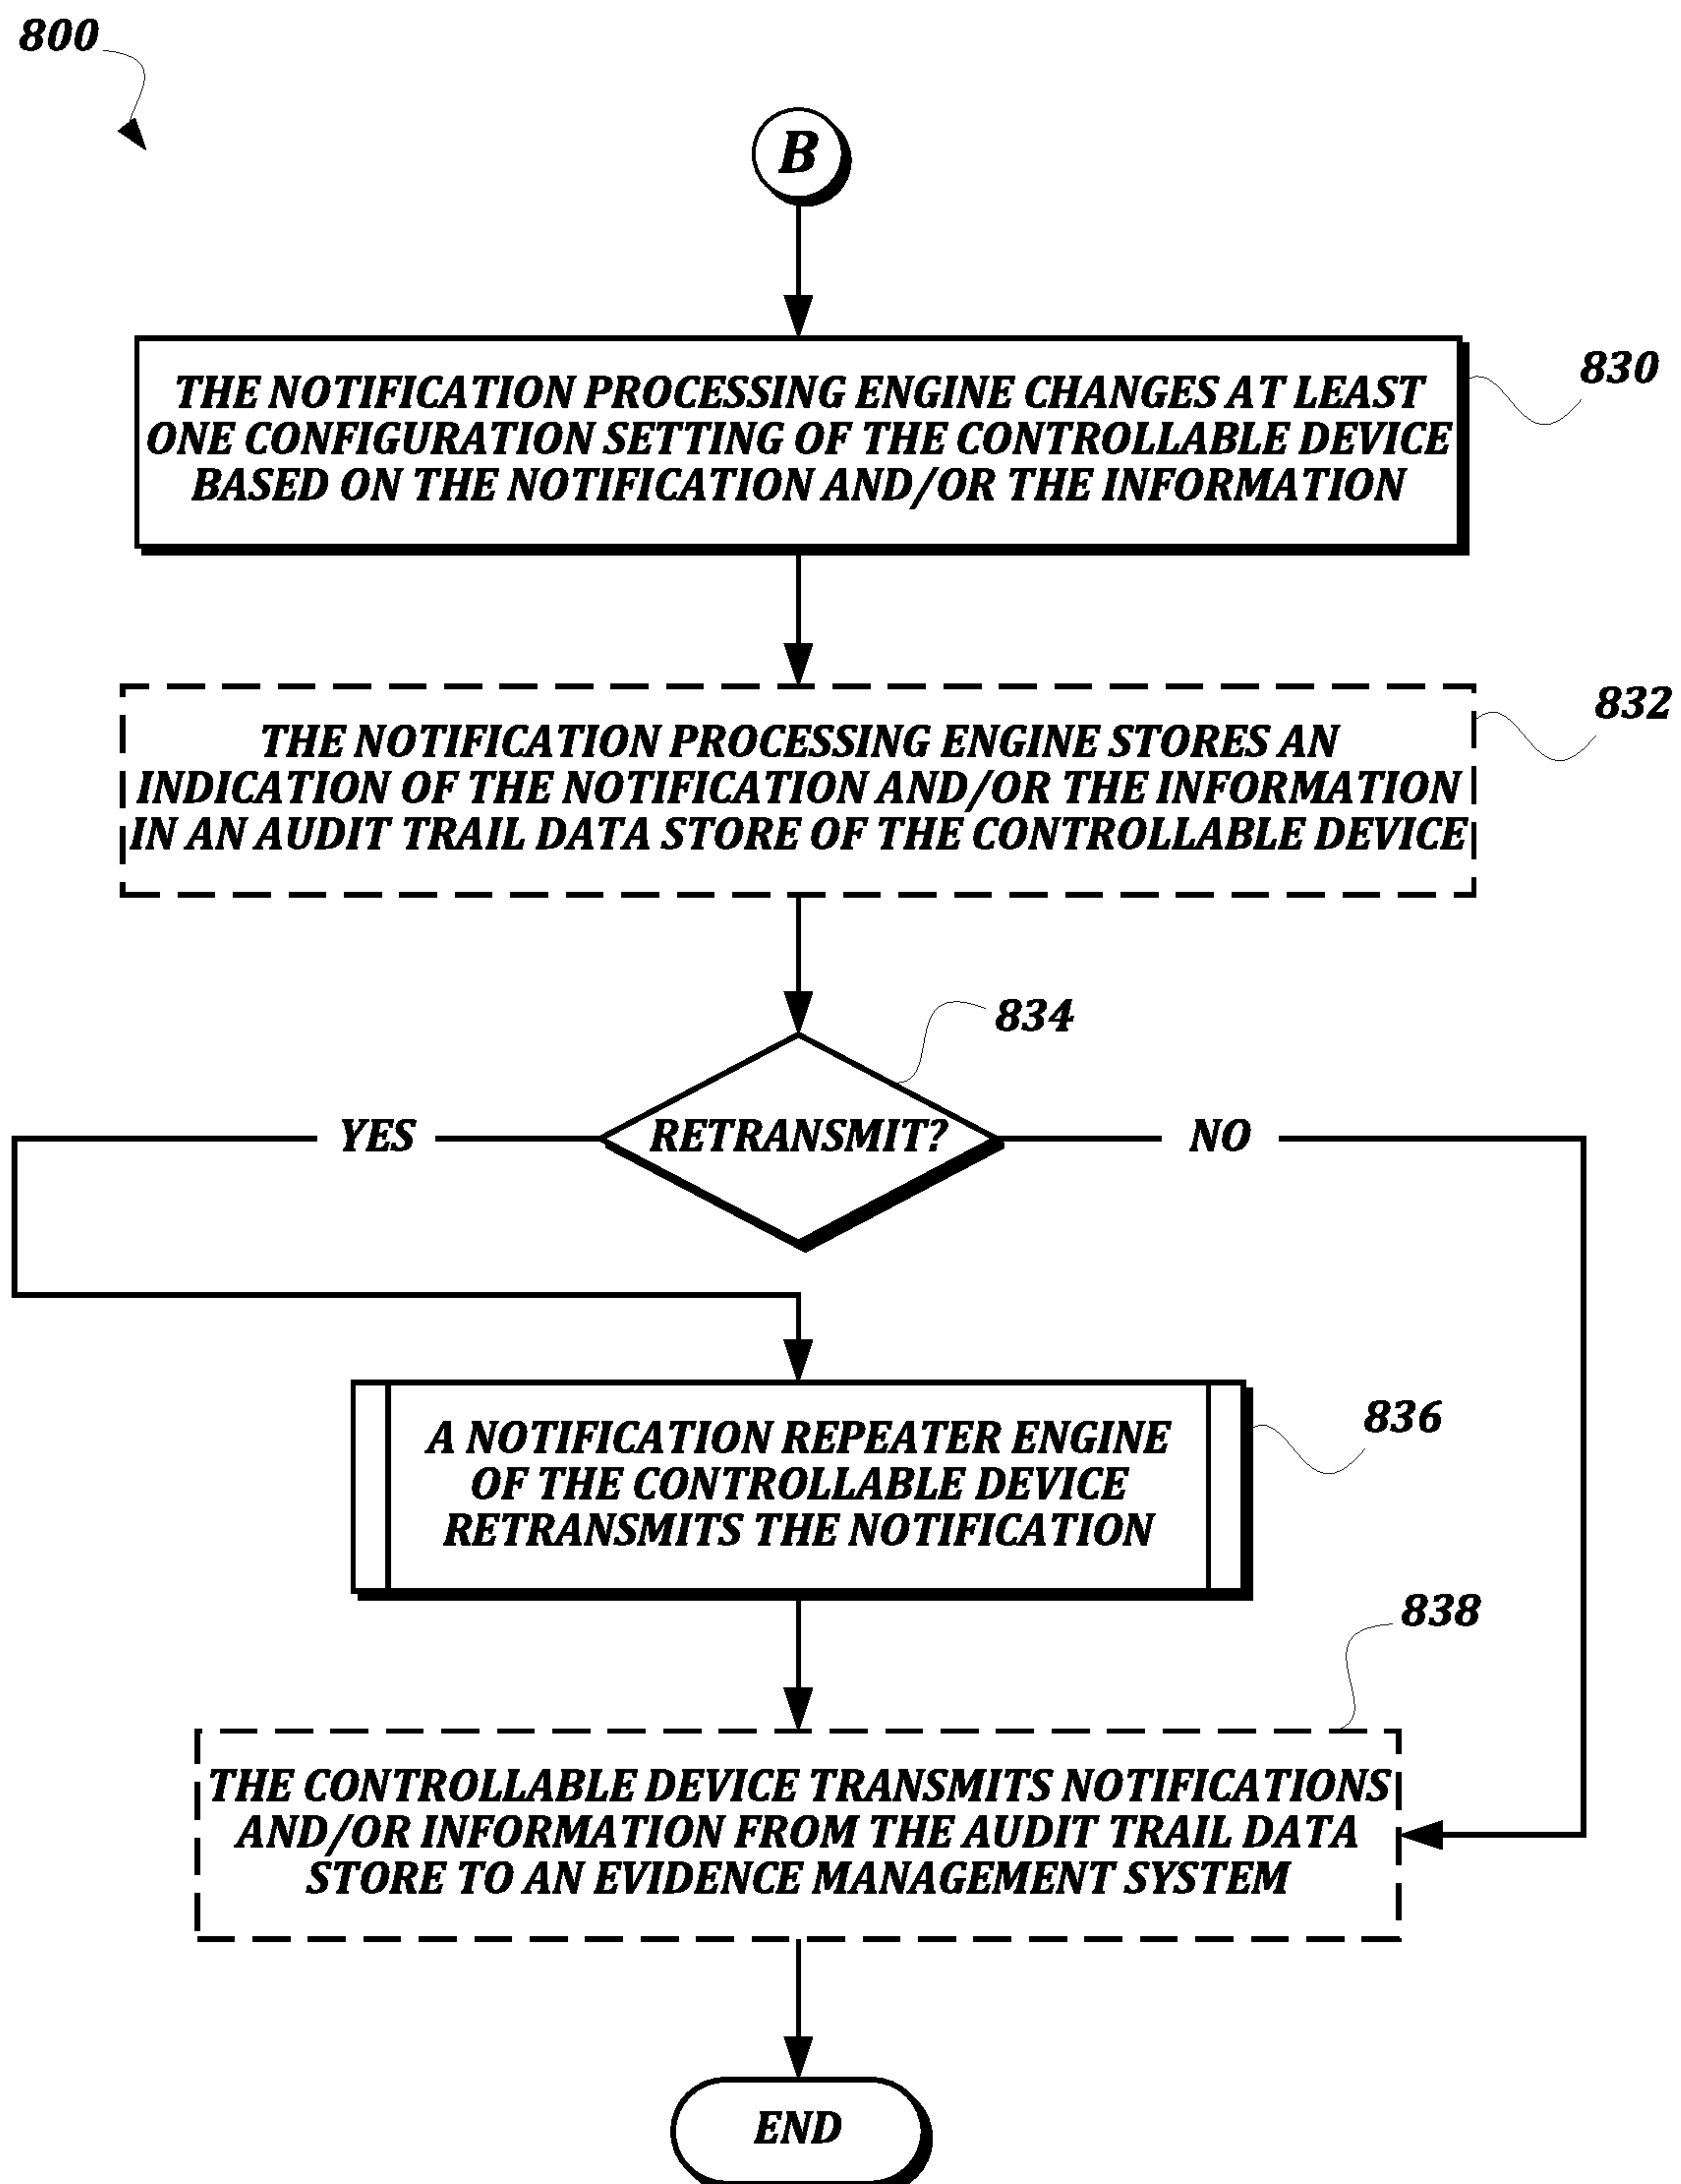 800
B
THE NOTIFICATION PROCESSING ENGINE CHANGES AT LEAST
ONE CONFIGURATION SETTING OF THE CONTROLLABLE DEVICE
BASED ON THE NOTIFICATION AND/OR THE INFORMATION
830
THE NOTIFICATION PROCESSING ENGINE STORES AN
INDICATION OF THE NOTIFICATION AND/OR THE INFORMATION
IN AN AUDIT TRAIL DATA STORE OF THE CONTROLLABLE DEVICE
832
834
YES
RETRANSMIT?
NO
A NOTIFICATION REPEATER ENGINE
OF THE CONTROLLABLE DEVICE
RETRANSMITS THE NOTIFICATION
836
838
THE CONTROLLABLE DEVICE TRANSMITS NOTIFICATIONS
AND/OR INFORMATION FROM THE AUDIT TRAIL DATA
STORE TO AN EVIDENCE MANAGEMENT SYSTEM
END